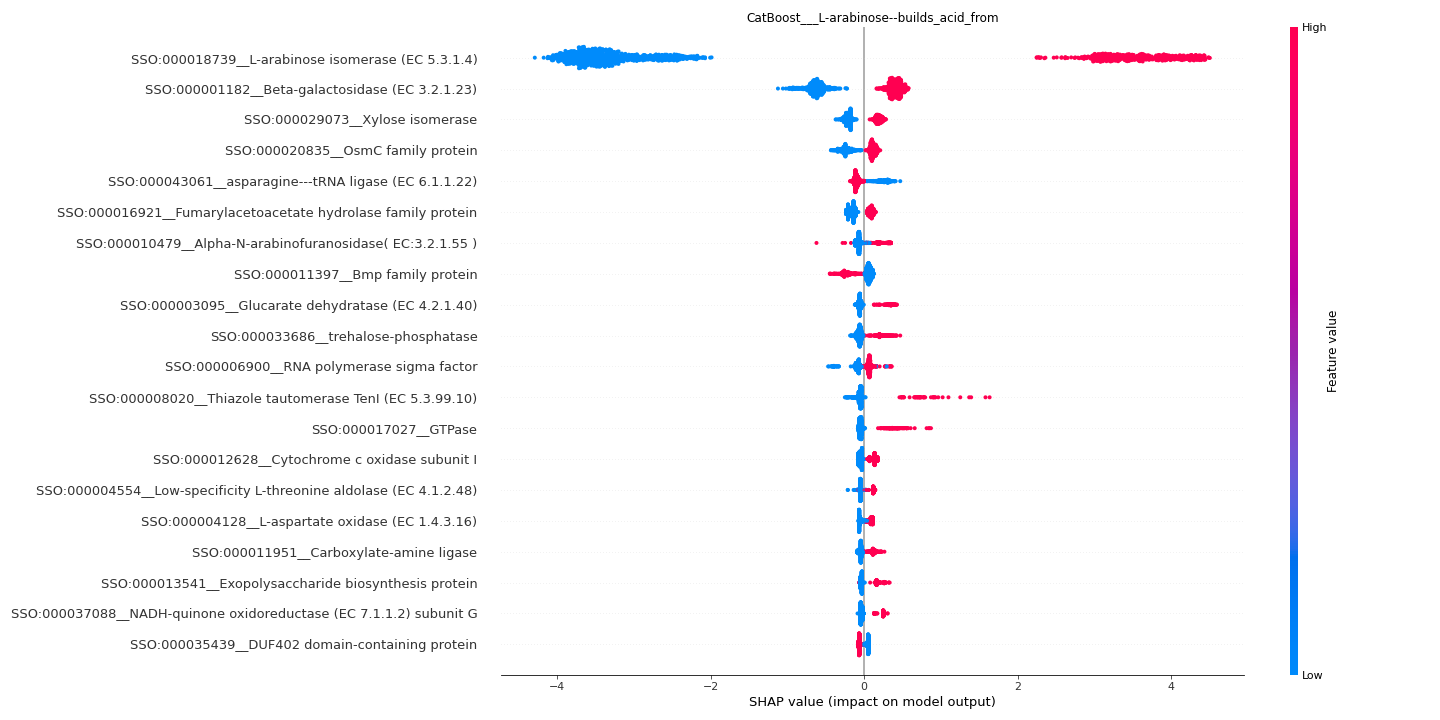 CatBoost___L-arabinose--builds_acid_from
SSO:000018739__L-arabinose isomerase (EC 5.3.1.4)
SSO:000001182__Beta-galactosidase (EC 3.2.1.23)
SSO:000029073__Xylose isomerase
SSO:000020835__OsmC family protein
SSO:000043061__asparagine---tRNA ligase (EC 6.1.1.22)
SSO:000016921__Fumarylacetoacetate hydrolase family protein
SSO:000010479__Alpha-N-arabinofuranosidase( EC:3.2.1.55 )
SSO:000011397__Bmp family protein
SSO:000003095__Glucarate dehydratase (EC 4.2.1.40)
SSO:000033686__trehalose-phosphatase
SSO:000006900__RNA polymerase sigma factor
SSO:000008020__Thiazole tautomerase TenI (EC 5.3.99.10)
SSO:000017027__GTPase
SSO:000012628__Cytochrome c oxidase subunit I
SSO:000004554__Low-specificity L-threonine aldolase (EC 4.1.2.48)
SSO:000004128__L-aspartate oxidase (EC 1.4.3.16)
SSO:000011951__Carboxylate-amine ligase
SSO:000013541__Exopolysaccharide biosynthesis protein
SSO:000037088__NADH-quinone oxidoreductase (EC 7.1.1.2) subunit G
SSO:000035439__DUF402 domain-containing protein
−4 −2 0 2 4
SHAP value (impact on model output)
High
Feature value
Low